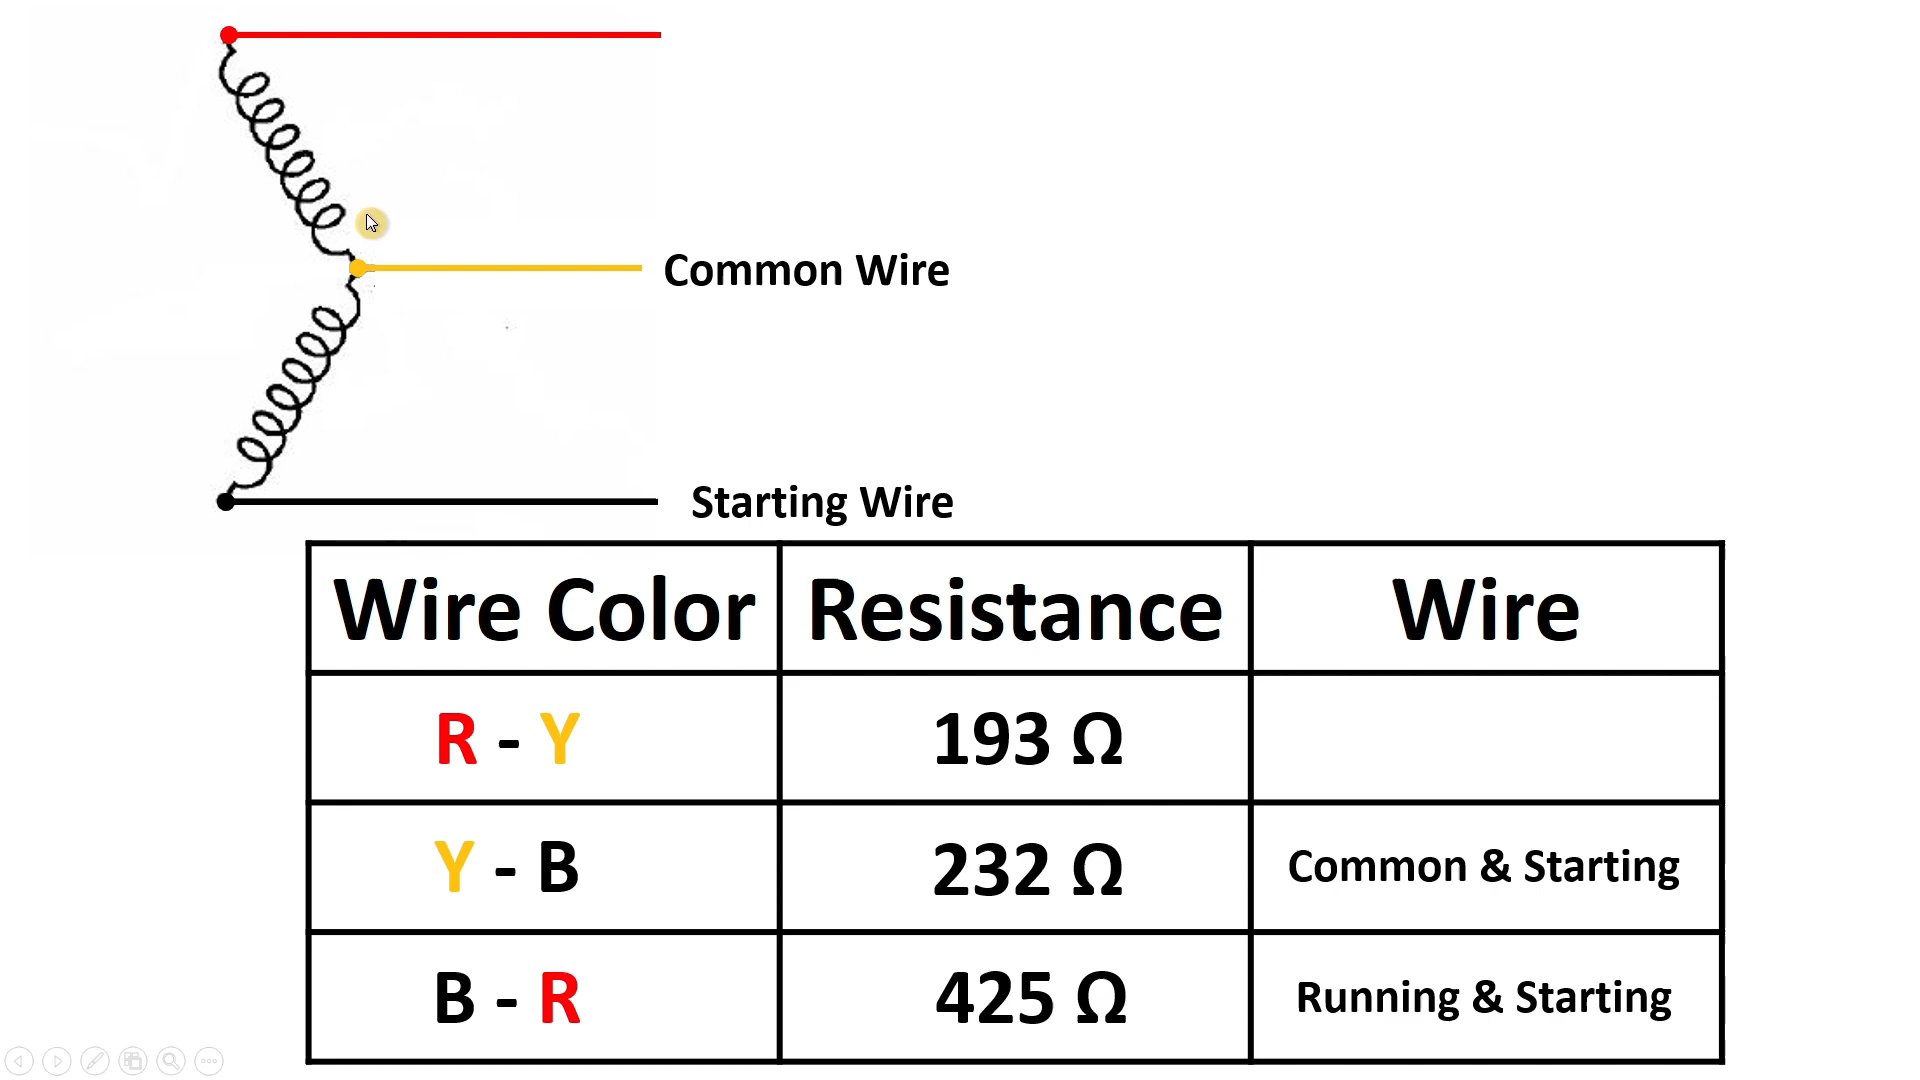 Common Wire
Starting Wire
Wire Color Resistance Wire
R - Y 193 Ω
Y - B 232 Ω Common & Starting
B - R 425 Ω Running & Starting